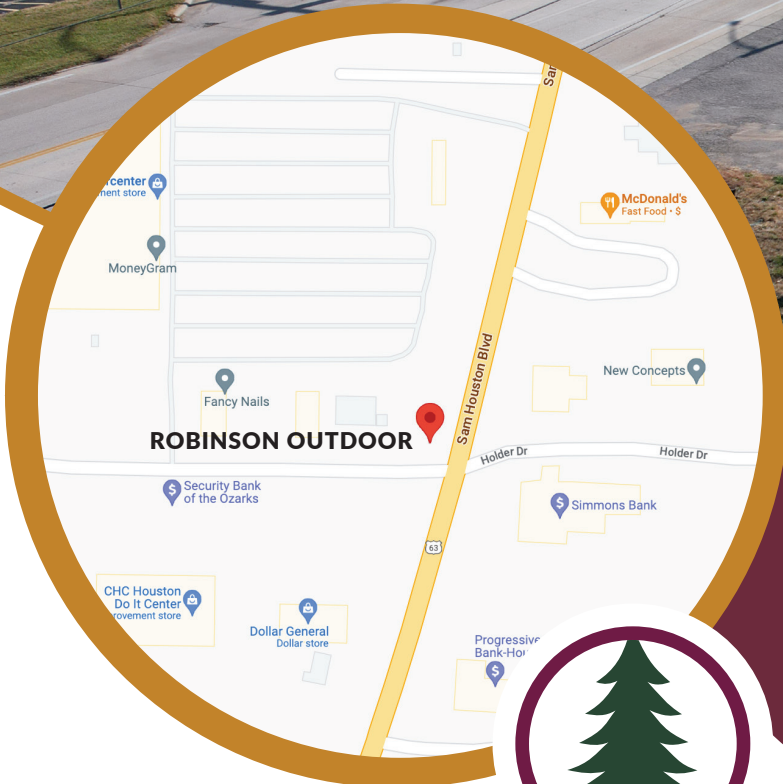 Sam
rcenter
ment store
McDonald's
Fast Food • $
MoneyGram
Sam Houston Blvd
New Concepts
Fancy Nails
ROBINSON OUTDOOR
Holder Dr
Holder Dr
Security Bank
of the Ozarks
Simmons Bank
63
CHC Houston
Do It Center
rovement store
Dollar General
Dollar store
Progressive
Bank-Hou